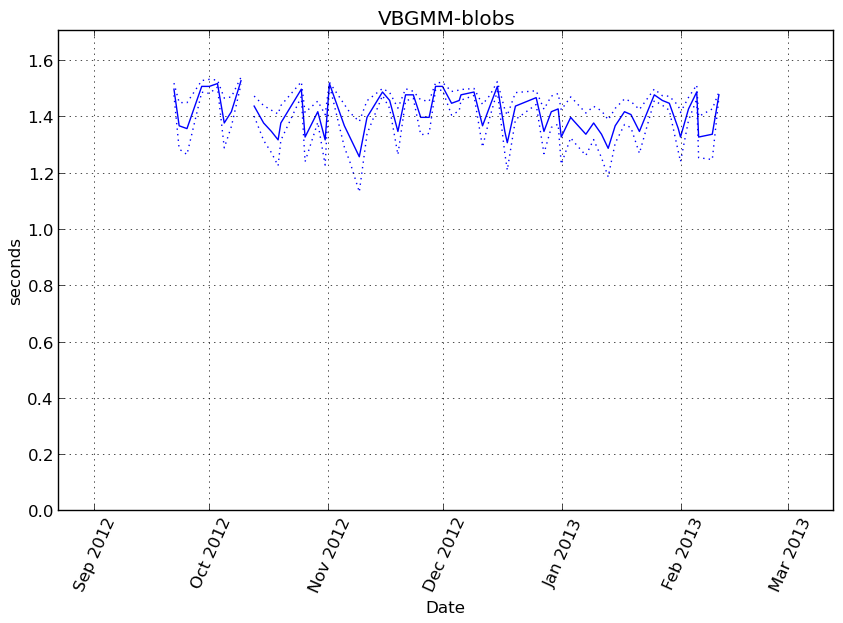 VBGMM-blobs
1.6
1.4
1.2
1.0
0.8
0.6
0.4
0.2
0.0
seconds
Sep 2012
Oct 2012
Nov 2012
Dec 2012
Jan 2013
Feb 2013
Mar 2013
Date